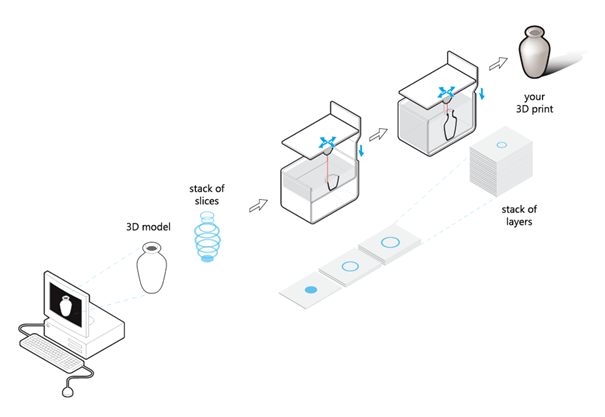 3D model
stack of
slices
your
3D print
stack of
layers